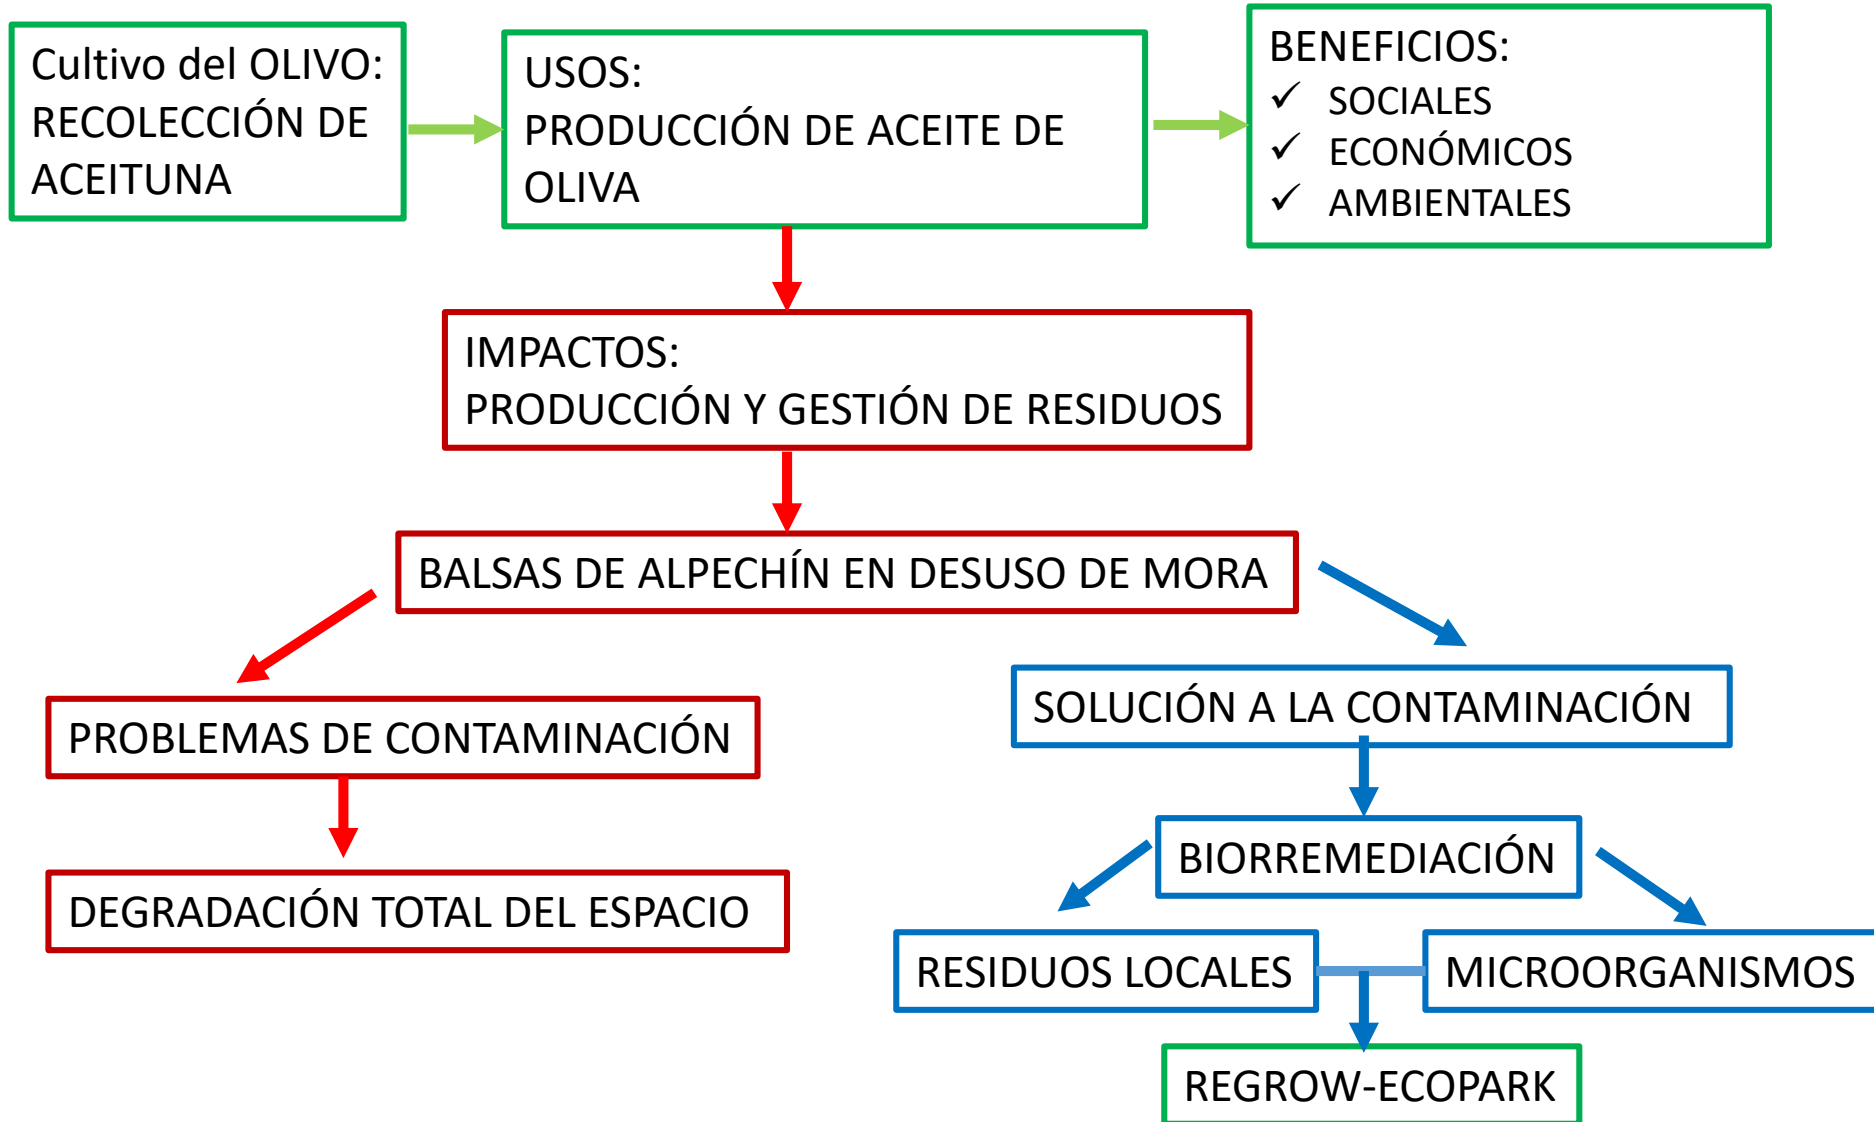 Cultivo del OLIVO:
RECOLECCIÓN DE
ACEITUNA
USOS:
PRODUCCIÓN DE ACEITE DE
OLIVA
BENEFICIOS:
✓ SOCIALES
✓ ECONÓMICOS
✓ AMBIENTALES
IMPACTOS:
PRODUCCIÓN Y GESTIÓN DE RESIDUOS
BALSAS DE ALPECHÍN EN DESUSO DE MORA
PROBLEMAS DE CONTAMINACIÓN
DEGRADACIÓN TOTAL DEL ESPACIO
SOLUCIÓN A LA CONTAMINACIÓN
BIORREMEDIACIÓN
RESIDUOS LOCALES
MICROORGANISMOS
REGROW-ECOPARK